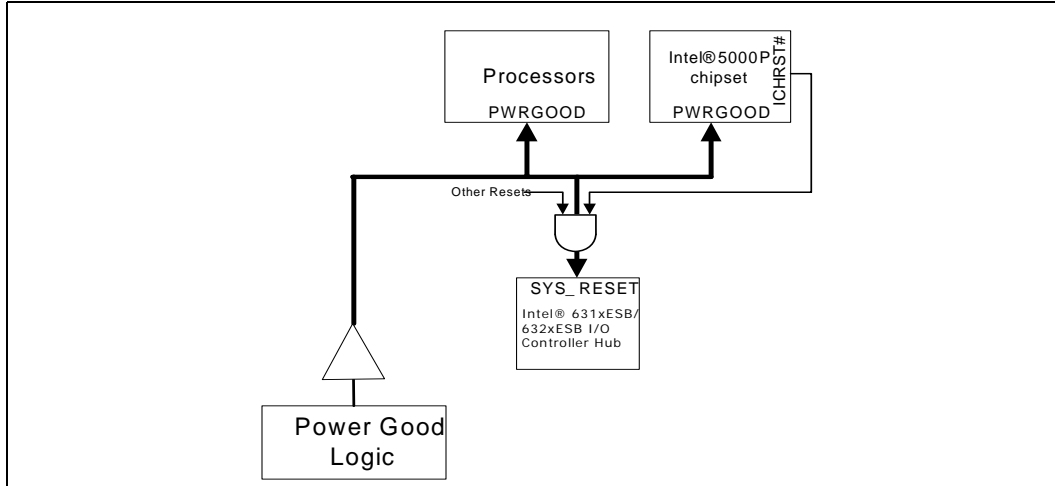 Processors
PWRGOOD
Intel®5000P
chipset
ICHRST#
PWRGOOD
Other Resets
SYS_RESET
Intel® 631xESB/
632xESB I/O
Controller Hub
Power Good
Logic